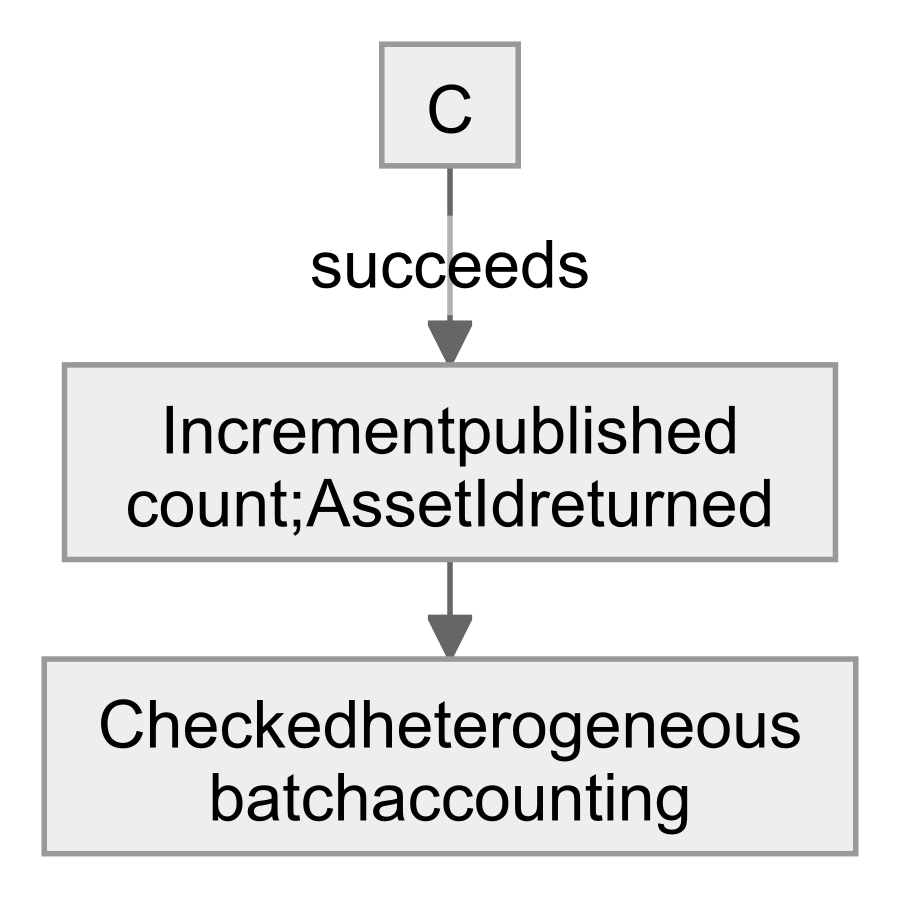 C
succeeds
Incrementpublished
count;AssetIdreturned
Checkedheterogeneous
batchaccounting